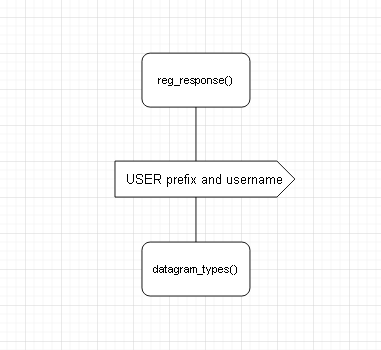 reg_response()
USER prefix and username
datagram_types()